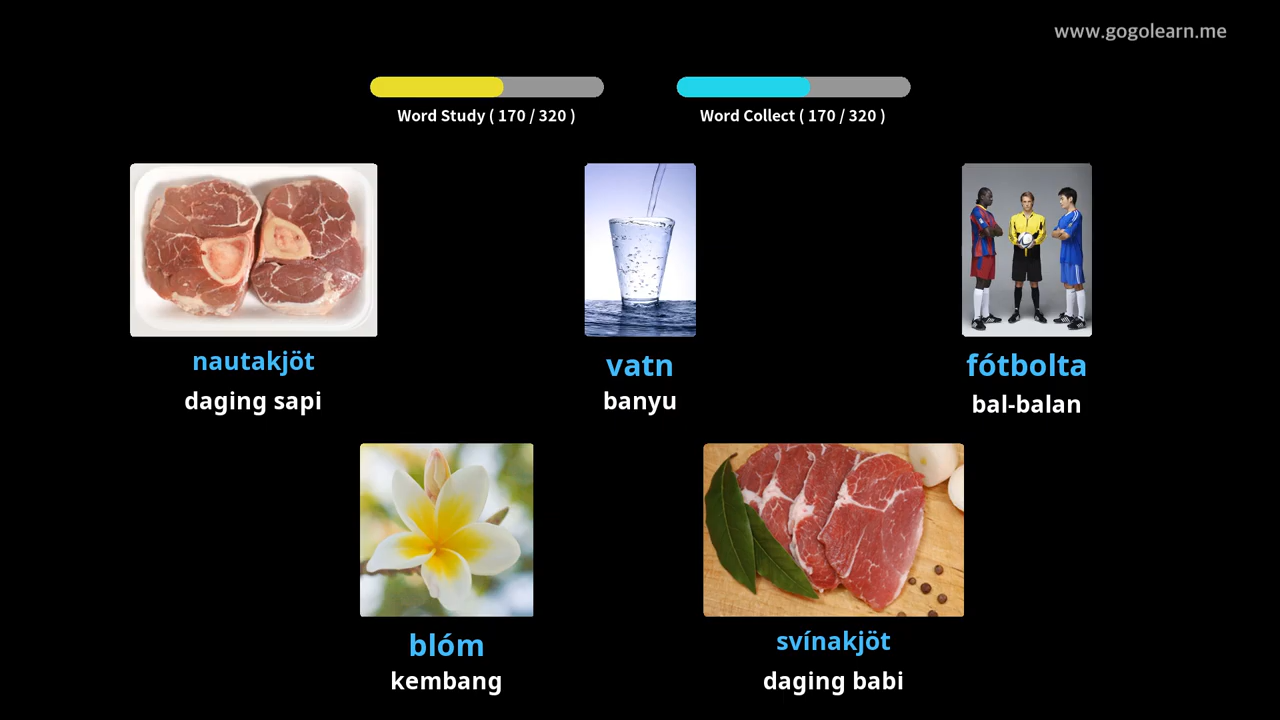 www.gogolearn.me
Word Study ( 170 / 320 )
Word Collect ( 170 / 320 )
nautakjöt
daging sapi
vatn
banyu
fótbolta
bal-balan
blóm
kembang
svínakjöt
daging babi